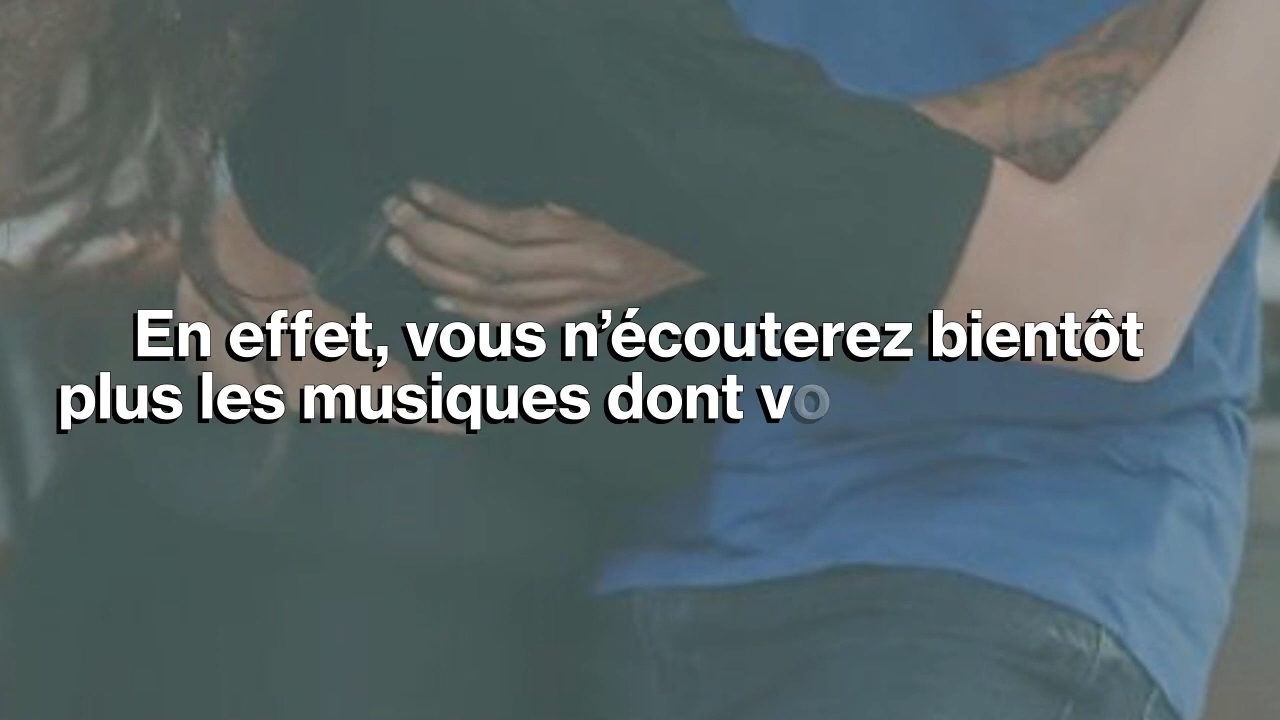 En effet, vous n’écouterez bientôt
plus les musiques dont vo